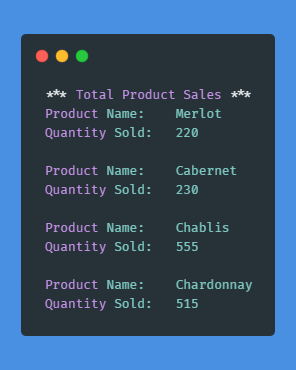 *** Total Product Sales ***
Product Name:    Merlot
Quantity Sold:   220
Product Name:    Cabernet
Quantity Sold:   230
Product Name:    Chablis
Quantity Sold:   555
Product Name:    Chardonnay
Quantity Sold:   515